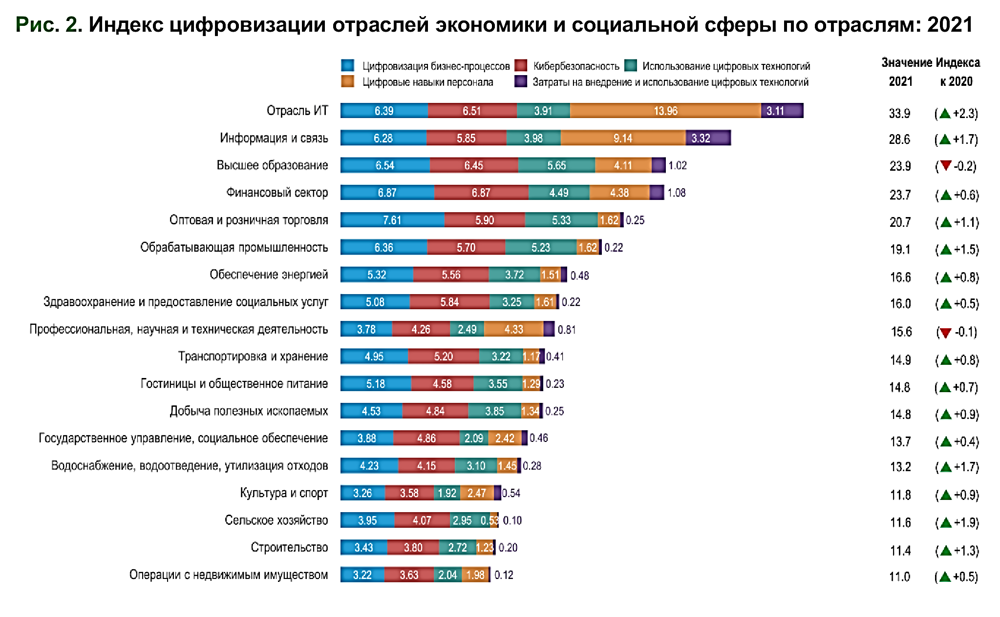 Рис. 2. Индекс цифровизации отраслей экономики и социальной сферы по отраслям: 2021
Цифровизация бизнес-процессов Кибербезопасность Использование цифровых технологий Значение Индекса
Цифровые навыки персонала Затраты на внедрение и использование цифровых технологий 2021 к 2020
Отрасль ИТ 6.39 6.51 3.91 13.96 3.11 33.9 (▲ +2.3)
Информация и связь 6.28 5.85 3.98 9.14 3.32 28.6 (▲ +1.7)
Высшее образование 6.54 6.45 5.65 4.11 1.02 23.9 (▼ -0.2)
Финансовый сектор 6.87 6.87 4.49 4.38 1.08 23.7 (▲ +0.6)
Оптовая и розничная торговля 7.61 5.90 5.33 1.62 0.25 20.7 (▲ +1.1)
Обрабатывающая промышленность 6.36 5.70 5.23 1.62 0.22 19.1 (▲ +1.5)
Обеспечение энергией 5.32 5.56 3.72 1.51 0.48 16.6 (▲ +0.8)
Здравоохранение и предоставление социальных услуг 5.08 5.84 3.25 1.61 0.22 16.0 (▲ +0.5)
Профессиональная, научная и техническая деятельность 3.78 4.26 2.49 4.33 0.81 15.6 (▼ -0.1)
Транспортировка и хранение 4.95 5.20 3.22 1.17 0.41 14.9 (▲ +0.8)
Гостиницы и общественное питание 5.18 4.58 3.55 1.29 0.23 14.8 (▲ +0.7)
Добыча полезных ископаемых 4.53 4.84 3.85 1.34 0.25 14.8 (▲ +0.9)
Государственное управление, социальное обеспечение 3.88 4.86 2.09 2.42 0.46 13.7 (▲ +0.4)
Водоснабжение, водоотведение, утилизация отходов 4.23 4.15 3.10 1.45 0.28 13.2 (▲ +1.7)
Культура и спорт 3.26 3.58 1.92 2.47 0.54 11.8 (▲ +0.9)
Сельское хозяйство 3.95 4.07 2.95 0.53 0.10 11.6 (▲ +1.9)
Строительство 3.43 3.80 2.72 1.23 0.20 11.4 (▲ +1.3)
Операции с недвижимым имуществом 3.22 3.63 2.04 1.98 0.12 11.0 (▲ +0.5)